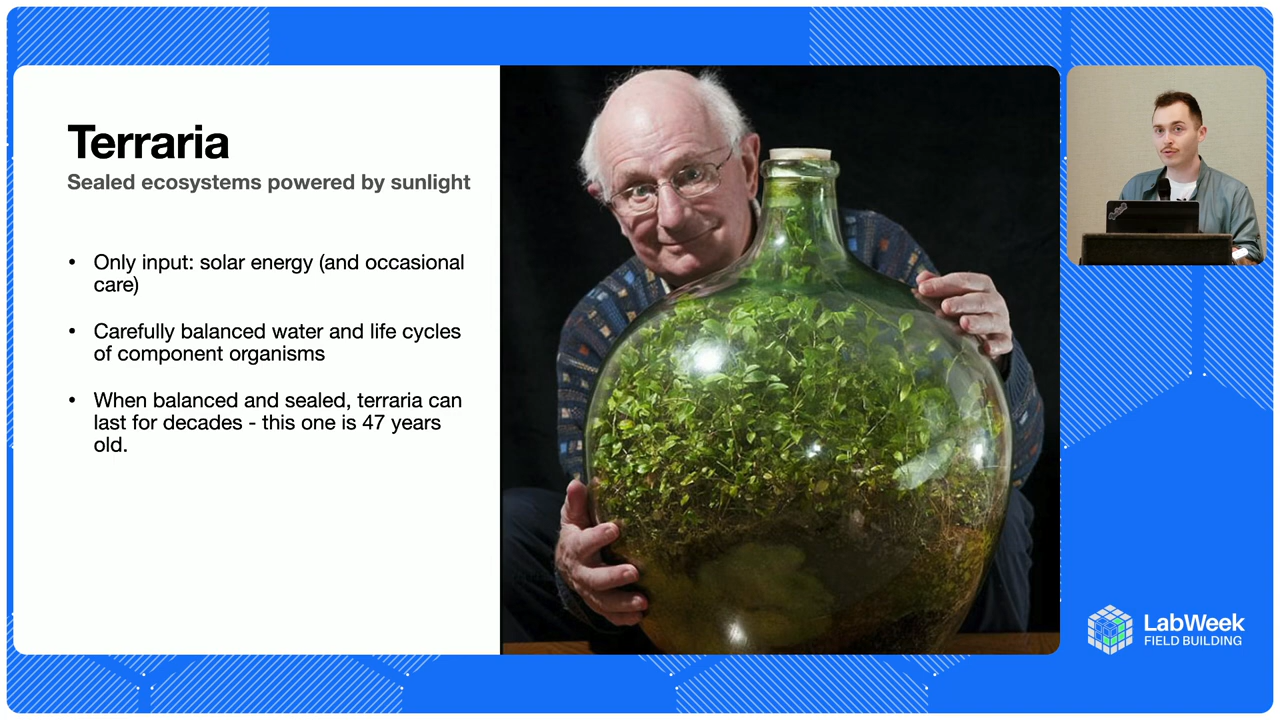 Terraria
Sealed ecosystems powered by sunlight
• Only input: solar energy (and occasional
care)
• Carefully balanced water and life cycles
of component organisms
• When balanced and sealed, terraria can
last for decades - this one is 47 years
old.
LabWeek
FIELD BUILDING